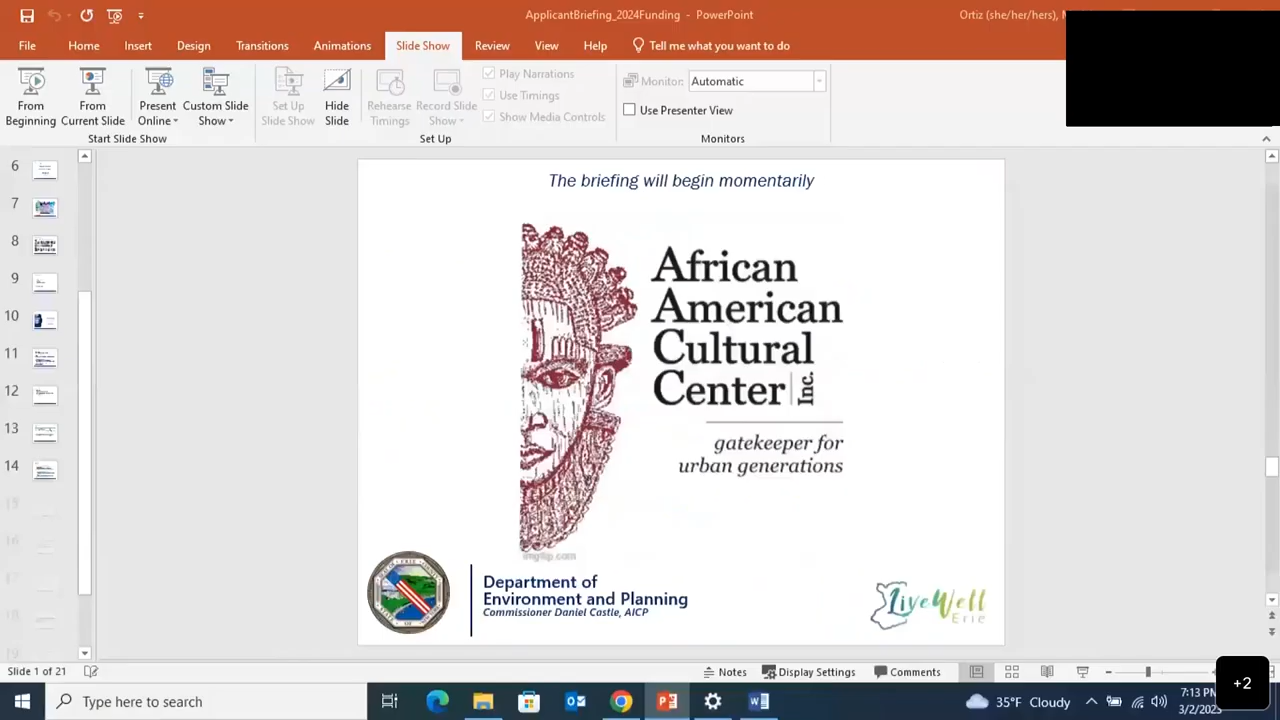 ApplicantBriefing_2024Funding - PowerPoint
Ortiz (she/her/hers),
File Home Insert Design Transitions Animations Slide Show Review View Help Tell me what you want to do
From Beginning
From Current Slide
Present Online
Custom Slide Show
Set Up Slide Show
Hide Slide
Rehearse Timings
Record Slide Show
Play Narrations
Use Timings
Show Media Controls
Monitor: Automatic
Use Presenter View
Start Slide Show
Set Up
Monitors
6
7
8
9
10
11
12
13
14
The briefing will begin momentarily
African
American
Cultural
Center Inc.
gatekeeper for
urban generations
imgflip.com
Department of
Environment and Planning
Commissioner Daniel Castle, AICP
LiveWell
Erie
Slide 1 of 21
Notes Display Settings Comments
Type here to search
35°F Cloudy
7:13 PM
+2